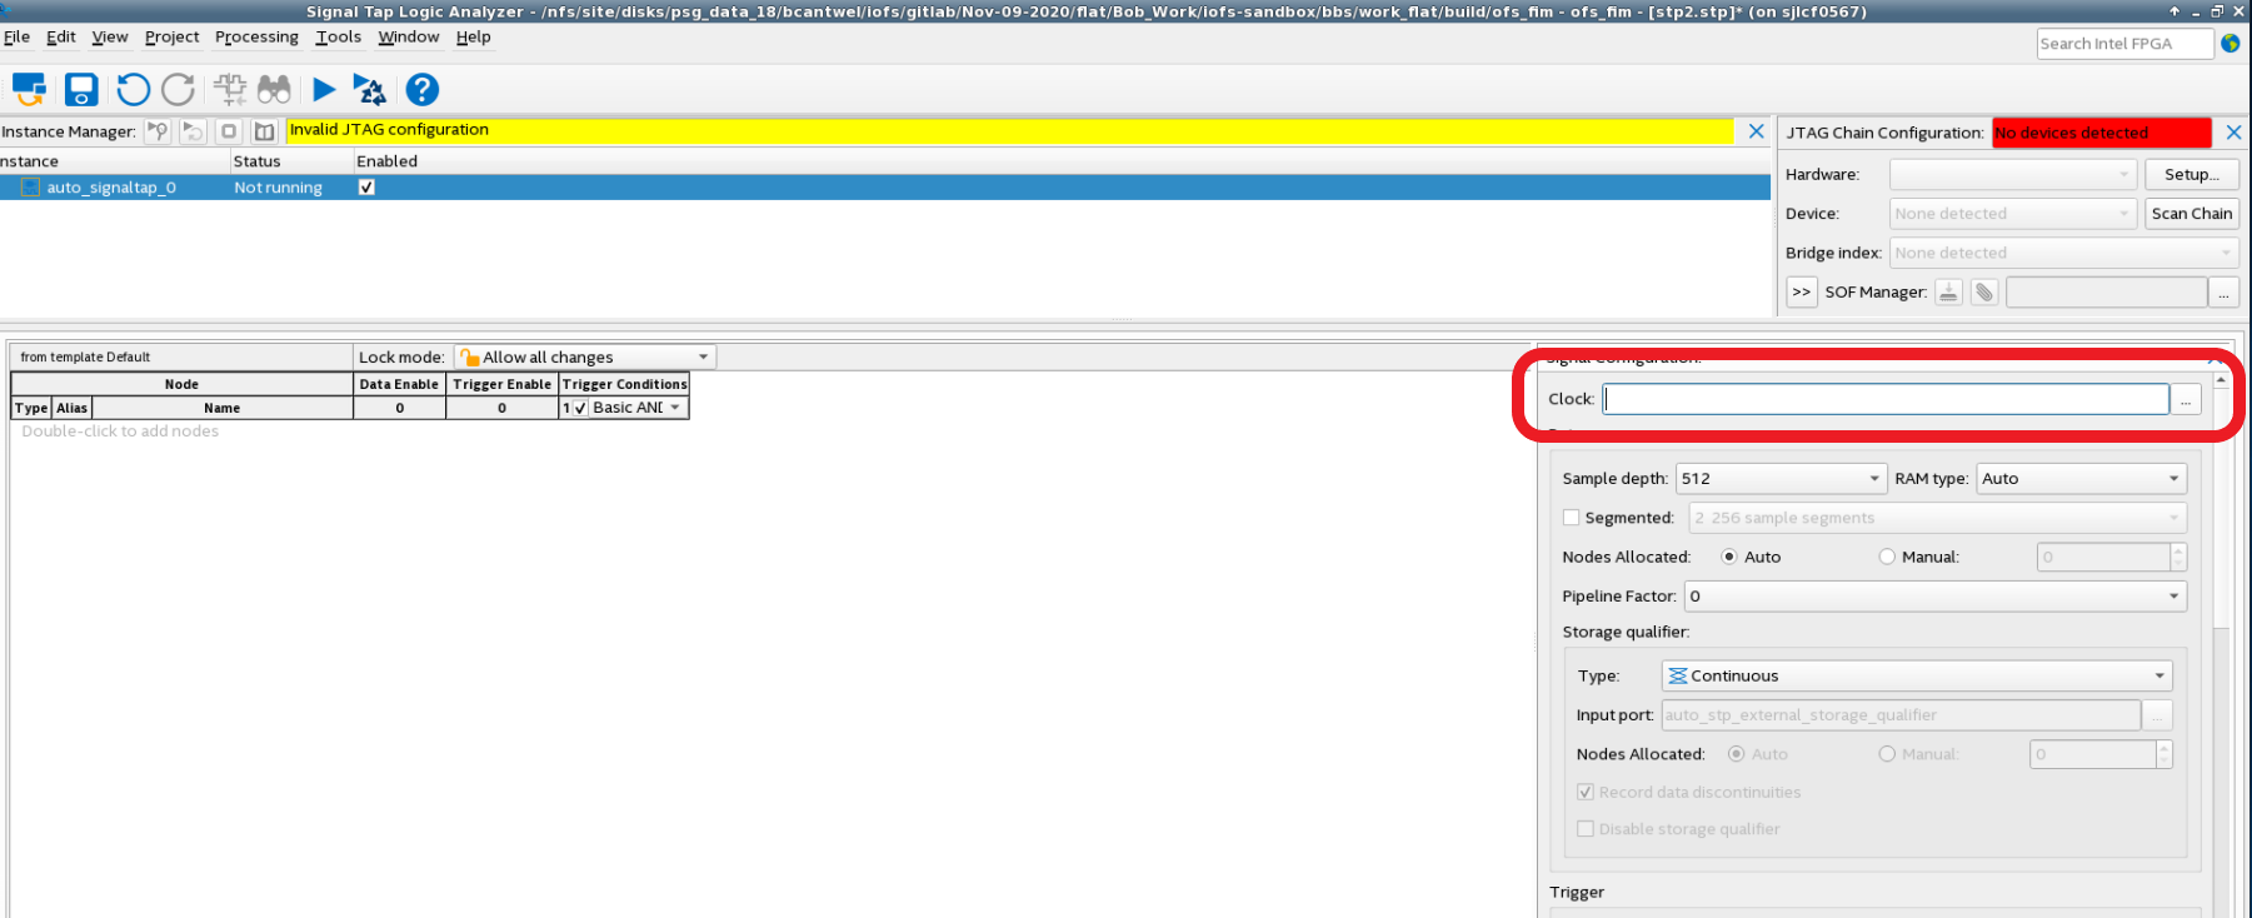 Signal Tap Logic Analyzer - /nfs/site/disks/psg_data_18/bcantwel/iofs/gitlab/Nov-09-2020/flat/Bob_Work/iofs-sandbox/bbs/work_flat/build/ofs_fim - ofs_fim - [stp2.stp]* (on sjlcf0567)
File Edit View Project Processing Tools Window Help
Search Intel FPGA
Instance Manager: Invalid JTAG configuration
JTAG Chain Configuration: No devices detected
nstance Status Enabled
auto_signaltap_0 Not running
Hardware: Setup...
Device: None detected Scan Chain
Bridge index: None detected
>> SOF Manager: ...
from template Default Lock mode: Allow all changes
Node Data Enable Trigger Enable Trigger Conditions
Type Alias Name 0 0 1 Basic AND
Double-click to add nodes
Signal Configuration:
Clock: ...
Sample depth: 512 RAM type: Auto
Segmented: 2 256 sample segments
Nodes Allocated: Auto Manual: 0
Pipeline Factor: 0
Storage qualifier:
Type: Continuous
Input port: auto_stp_external_storage_qualifier ...
Nodes Allocated: Auto Manual: 0
Record data discontinuities
Disable storage qualifier
Trigger